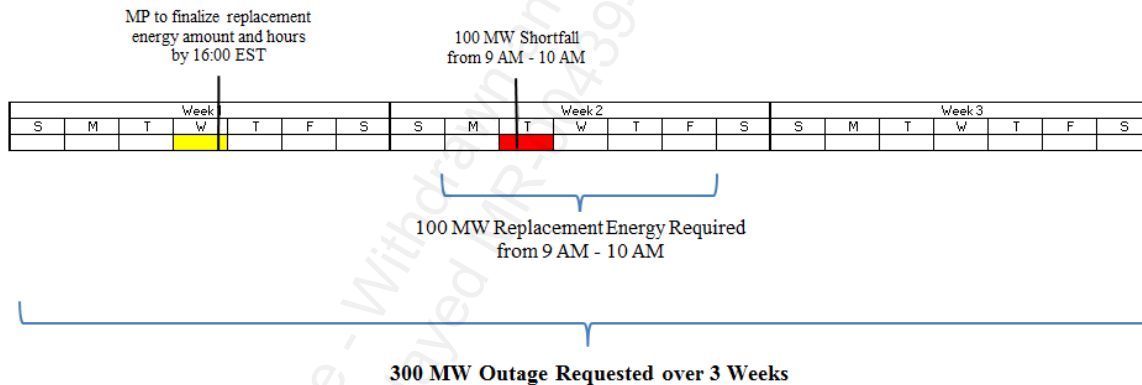 MP to finalize replacement
energy amount and hours
by 16:00 EST
100 MW Shortfall
from 9 AM - 10 AM
Week 1 Week 2 Week 3
S M T W T F S S M T W T F S S M T W T F S
100 MW Replacement Energy Required
from 9 AM - 10 AM
300 MW Outage Requested over 3 Weeks